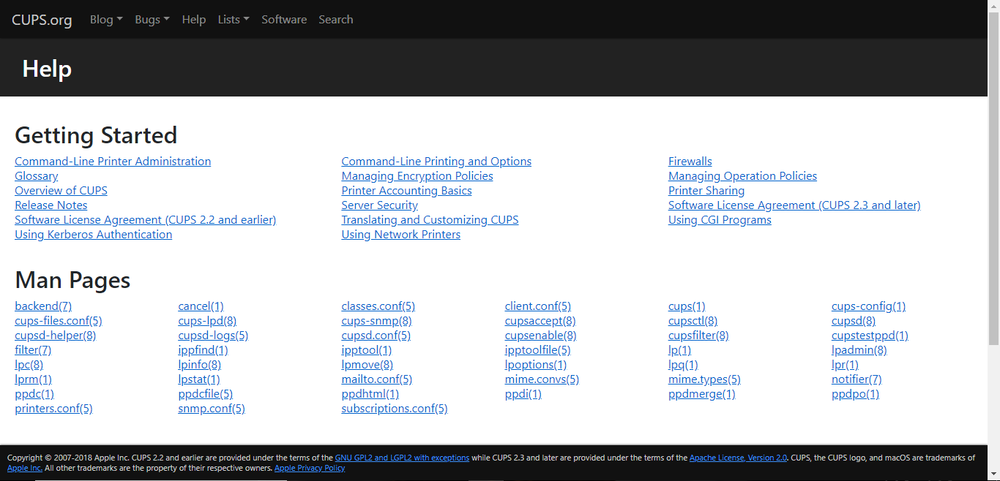 CUPS.org Blog Bugs Help Lists Software Search
Help
Getting Started
Command-Line Printer Administration Command-Line Printing and Options Firewalls
Glossary Managing Encryption Policies Managing Operation Policies
Overview of CUPS Printer Accounting Basics Printer Sharing
Release Notes Server Security Software License Agreement (CUPS 2.3 and later)
Software License Agreement (CUPS 2.2 and earlier) Translating and Customizing CUPS Using CGI Programs
Using Kerberos Authentication Using Network Printers
Man Pages
backend(7) cancel(1) classes.conf(5) client.conf(5) cups(1) cups-config(1)
cups-files.conf(5) cups-lpd(8) cups-snmp(8) cupsaccept(8) cupsctl(8) cupsd(8)
cupsd-helper(8) cupsd-logs(5) cupsd.conf(5) cupsenable(8) cupsfilter(8) cupstestppd(1)
filter(7) ippfind(1) ipptool(1) ipptoolfile(5) lp(1) lpadmin(8)
lpc(8) lpinfo(8) lpmove(8) lpoptions(1) lpq(1) lpr(1)
lprm(1) lpstat(1) mailto.conf(5) mime.convs(5) mime.types(5) notifier(7)
ppdc(1) ppdcfile(5) ppdhtml(1) ppdi(1) ppdmerge(1) ppdpo(1)
printers.conf(5) snmp.conf(5) subscriptions.conf(5)
Copyright © 2007-2018 Apple Inc. CUPS 2.2 and earlier are provided under the terms of the GNU GPL2 and LGPL2 with exceptions while CUPS 2.3 and later are provided under the terms of the Apache License, Version 2.0. CUPS, the CUPS logo, and macOS are trademarks of
Apple Inc. All other trademarks are the property of their respective owners. Apple Privacy Policy